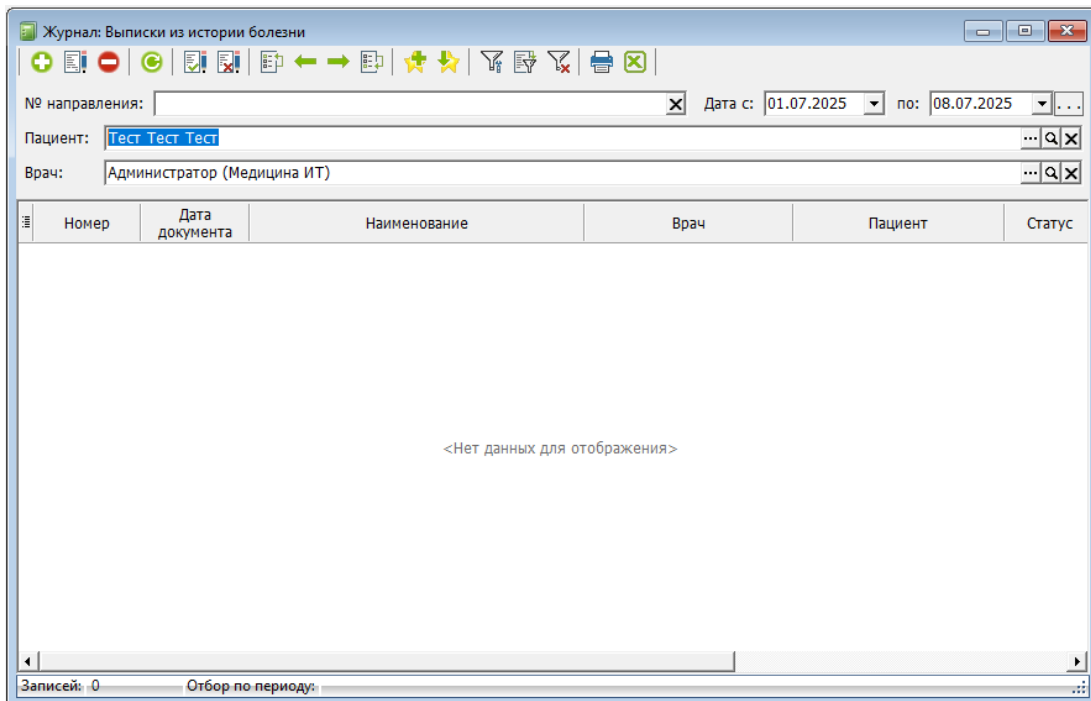 Журнал: Выписки из истории болезни
№ направления: Дата с: 01.07.2025 по: 08.07.2025 ...
Пациент: Тест Тест Тест ...
Врач: Администратор (Медицина ИТ) ...
Номер Дата документа Наименование Врач Пациент Статус
<Нет данных для отображения>
Записей: 0 Отбор по периоду: